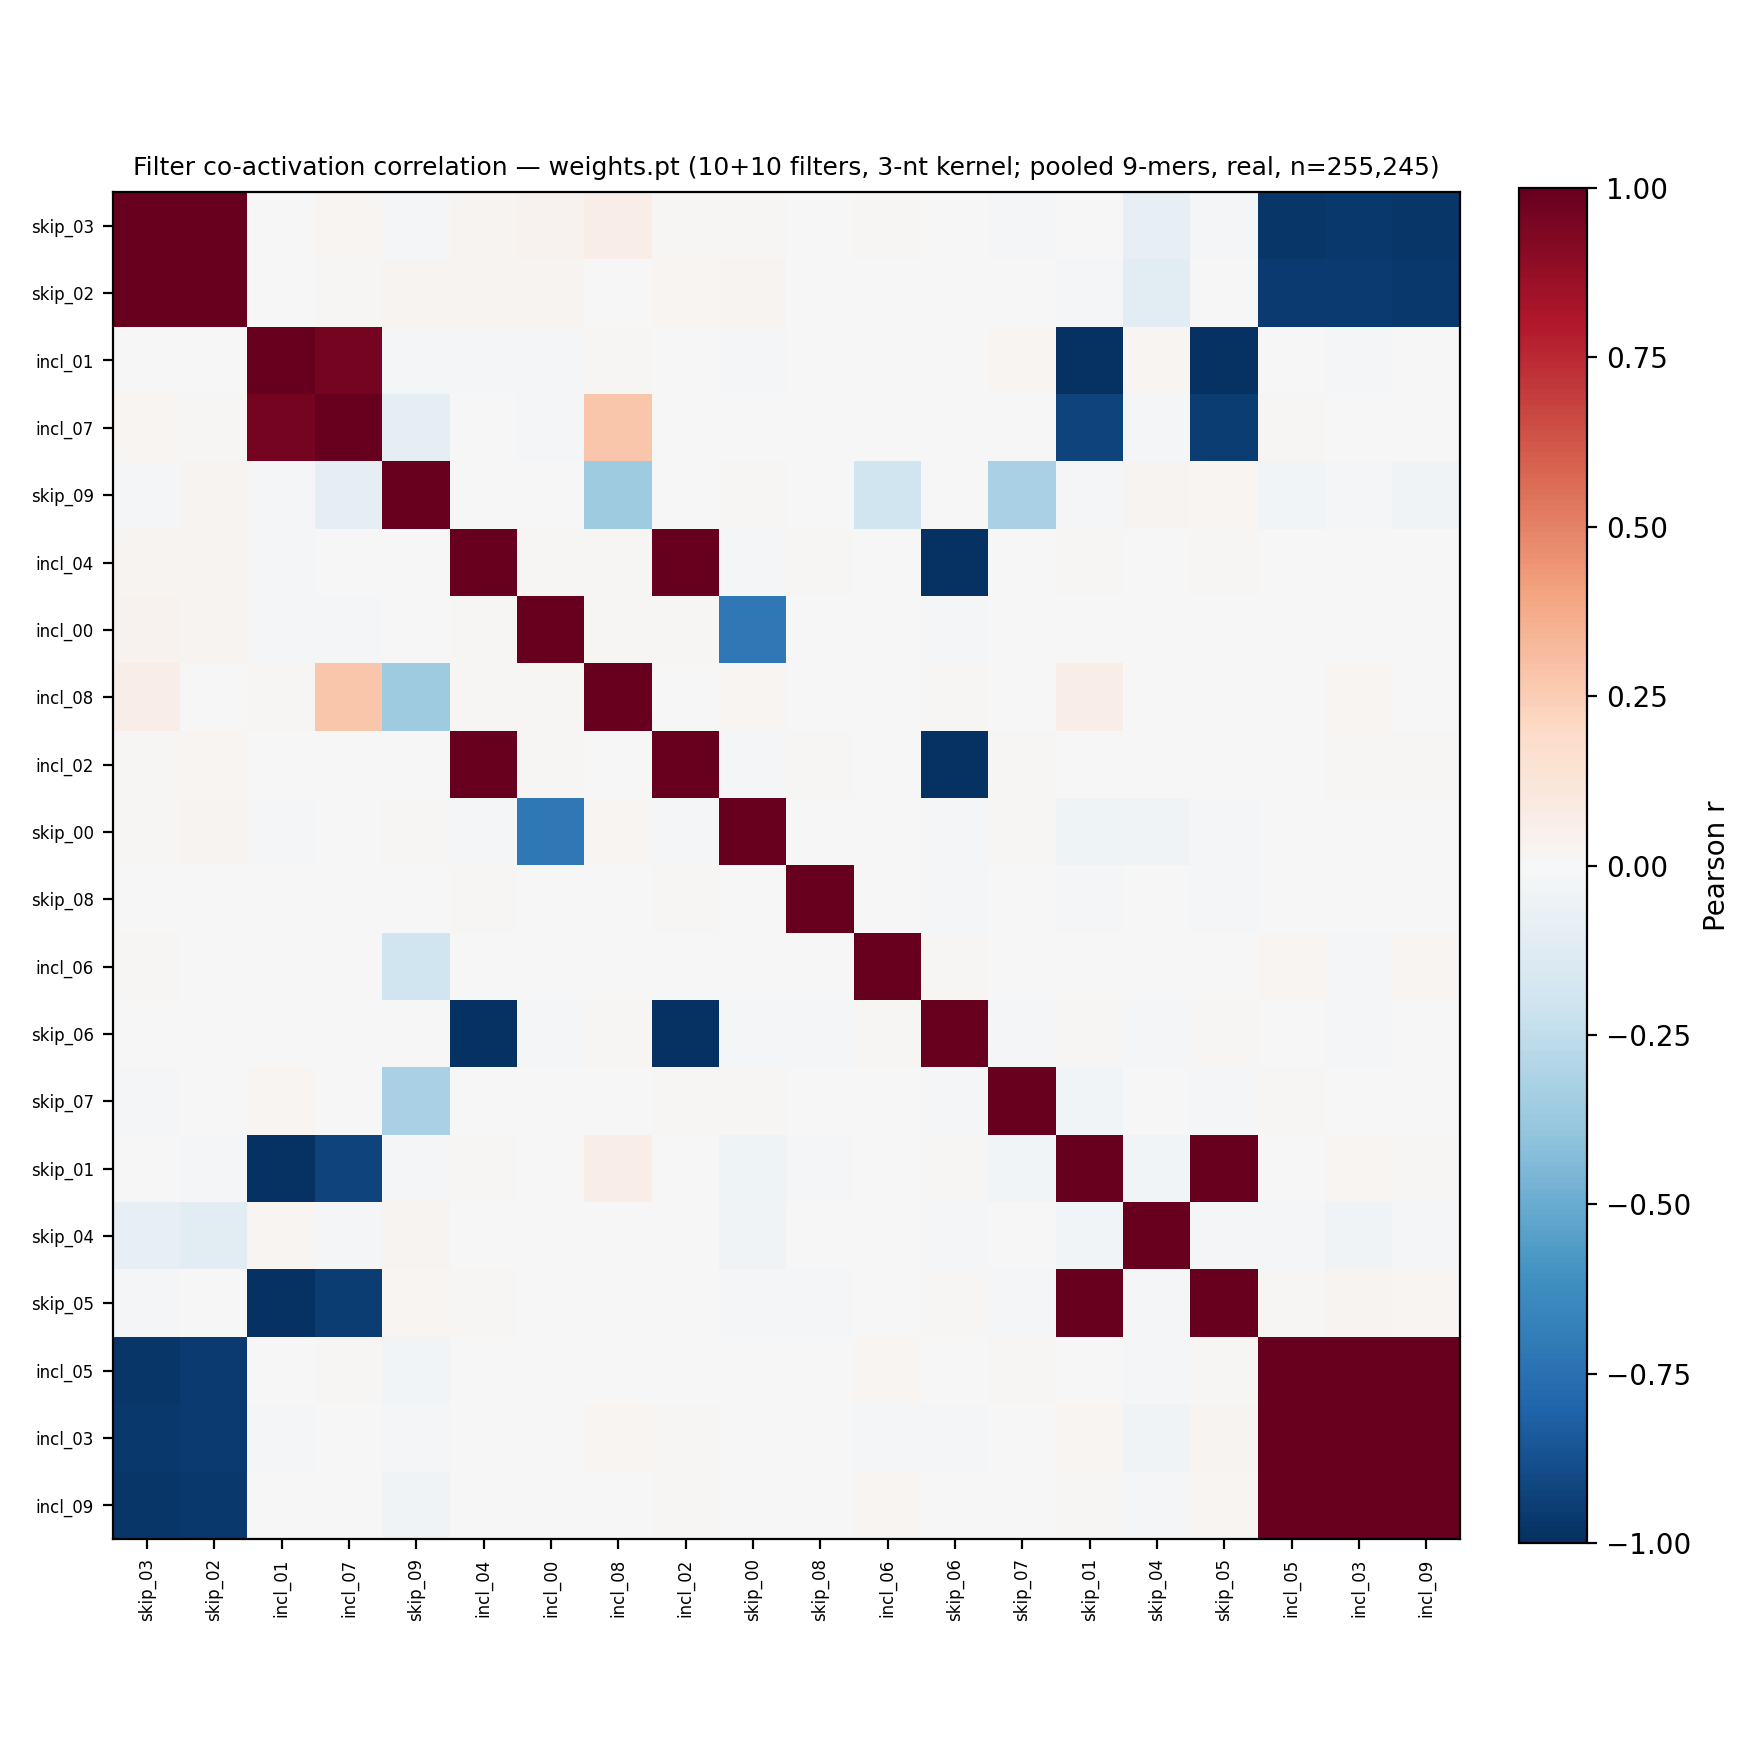 Filter co-activation correlation — weights.pt (10+10 filters, 3-nt kernel; pooled 9-mers, real, n=255,245)
skip_03
skip_02
incl_01
incl_07
skip_09
incl_04
incl_00
incl_08
incl_02
skip_00
skip_08
incl_06
skip_06
skip_07
skip_01
skip_04
skip_05
incl_05
incl_03
incl_09
skip_03
skip_02
incl_01
incl_07
skip_09
incl_04
incl_00
incl_08
incl_02
skip_00
skip_08
incl_06
skip_06
skip_07
skip_01
skip_04
skip_05
incl_05
incl_03
incl_09
1.00
0.75
0.50
0.25
0.00
−0.25
−0.50
−0.75
−1.00
Pearson r